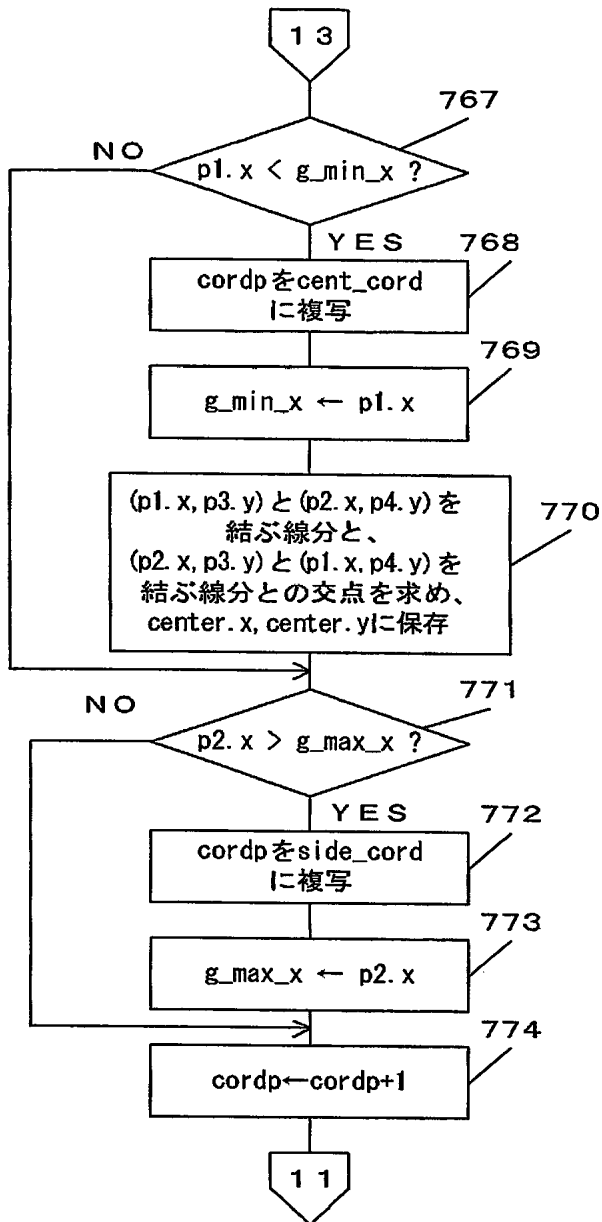 13
767
NO
p1.x < g_min_x ?
YES
768
cordpをcent_cord
に複写
769
g_min_x ← p1.x
(p1.x,p3.y)と(p2.x,p4.y)を
結ぶ線分と、
(p2.x,p3.y)と(p1.x,p4.y)を
結ぶ線分との交点を求め、
center.x,center.yに保存
770
771
NO
p2.x > g_max_x ?
YES
772
cordpをside_cord
に複写
773
g_max_x ← p2.x
774
cordp←cordp+1
11